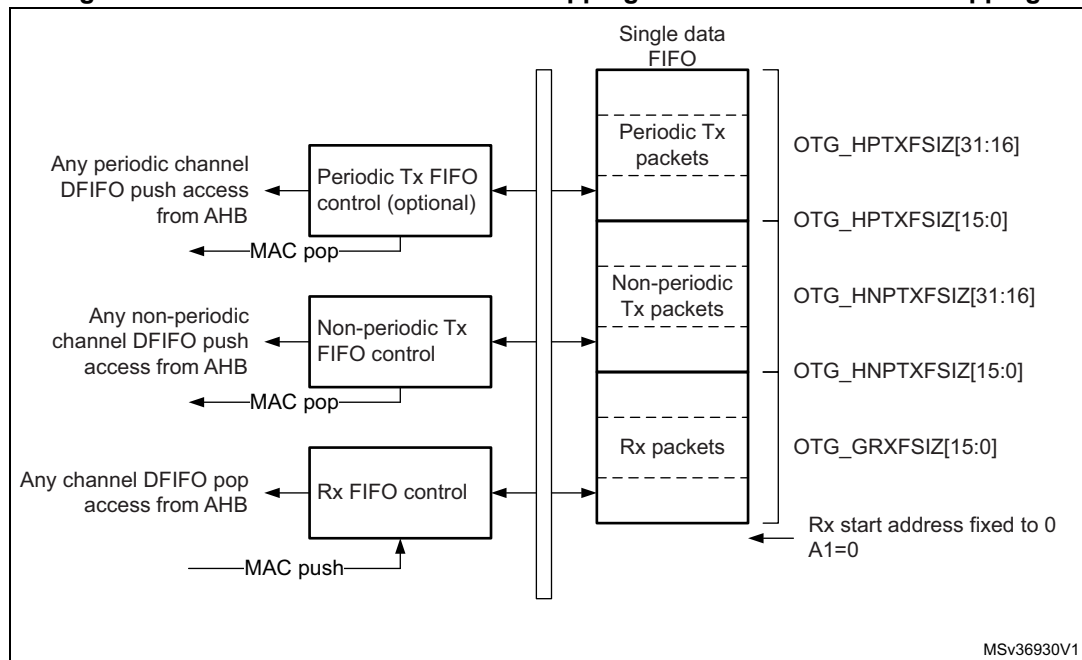 Single data
FIFO
Periodic Tx
packets
OTG_HPTXFSIZ[31:16]
Any periodic channel
DFIFO push access
from AHB
Periodic Tx FIFO
control (optional)
MAC pop
OTG_HPTXFSIZ[15:0]
Non-periodic
Tx packets
OTG_HNPTXFSIZ[31:16]
Any non-periodic
channel DFIFO push
access from AHB
Non-periodic Tx
FIFO control
MAC pop
OTG_HNPTXFSIZ[15:0]
Rx packets
OTG_GRXFSIZ[15:0]
Any channel DFIFO pop
access from AHB
Rx FIFO control
Rx start address fixed to 0
A1=0
MAC push
MSv36930V1